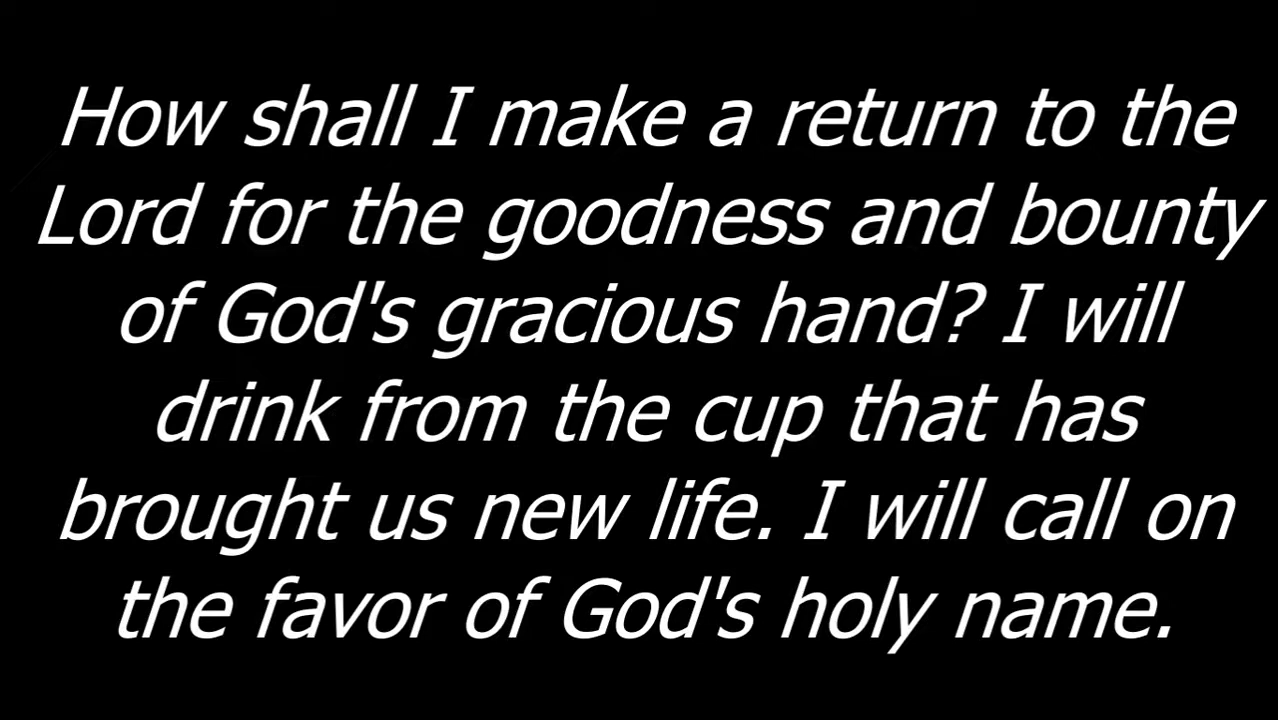 How shall I make a return to the
Lord for the goodness and bounty
of God's gracious hand? I will
drink from the cup that has
brought us new life. I will call on
the favor of God's holy name.